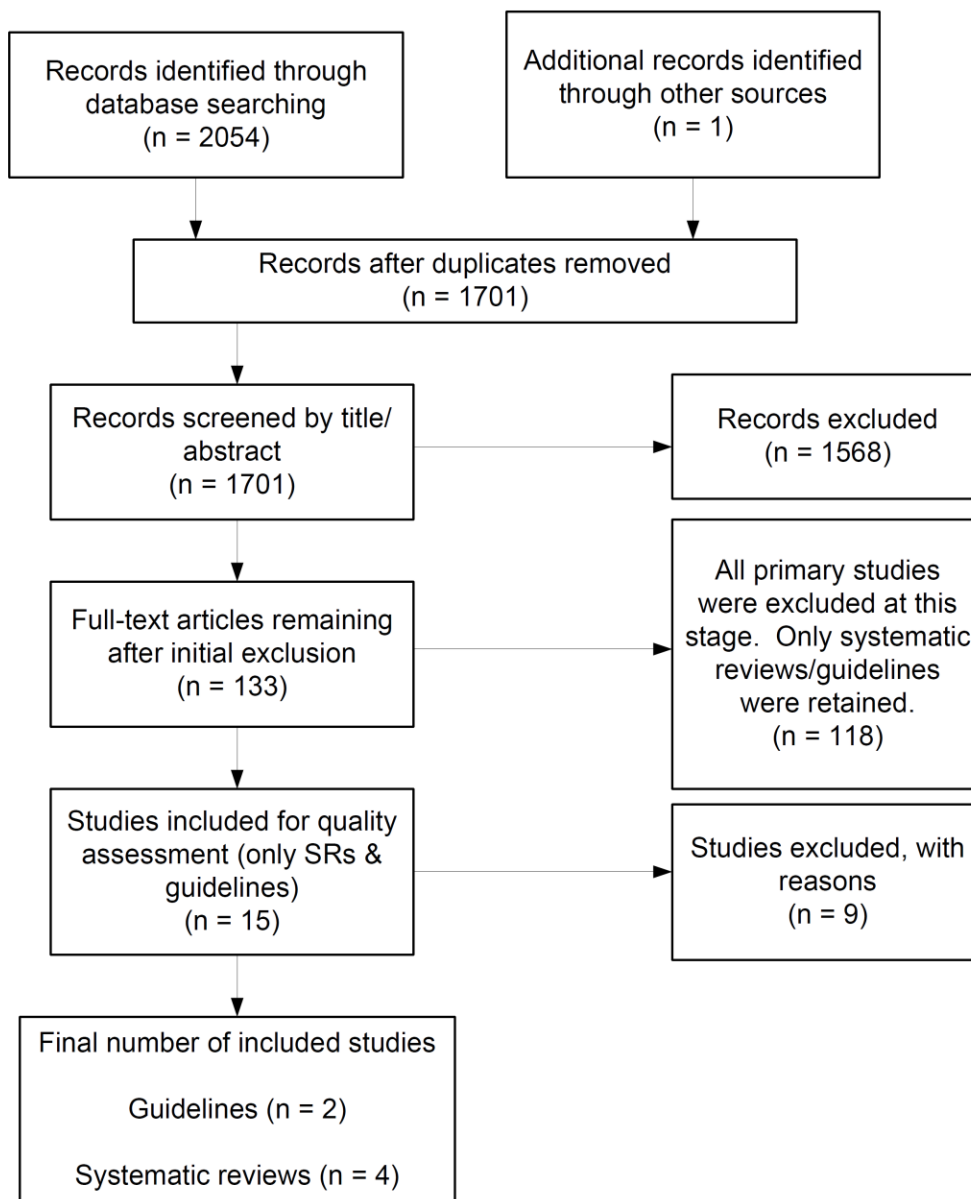 Records identified through
database searching
(n = 2054)
Additional records identified
through other sources
(n = 1)
Records after duplicates removed
(n = 1701)
Records screened by title/
abstract
(n = 1701)
Records excluded
(n = 1568)
Full-text articles remaining
after initial exclusion
(n = 133)
All primary studies
were excluded at this
stage.  Only systematic
reviews/guidelines
were retained.
(n = 118)
Studies included for quality
assessment (only SRs &
guidelines)
(n = 15)
Studies excluded, with
reasons
(n = 9)
Final number of included studies
Guidelines (n = 2)
Systematic reviews (n = 4)